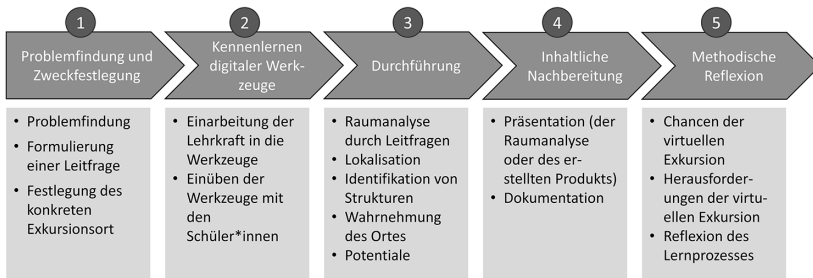 1
Problemfindung und
Zweckfestlegung
• Problemfindung
• Formulierung
einer Leitfrage
• Festlegung des
konkreten
Exkursionsort
2
Kennenlernen
digitaler Werk-
zeuge
• Einarbeitung der
Lehrkraft in die
Werkzeuge
• Einüben der
Werkzeuge mit
den
Schüler*innen
3
Durchführung
• Raumanalyse
durch Leitfragen
• Lokalisation
• Identifikation von
Strukturen
• Wahrnehmung
des Ortes
• Potentiale
4
Inhaltliche
Nachbereitung
• Präsentation (der
Raumanalyse
oder des er-
stellten Produkts)
• Dokumentation
5
Methodische
Reflexion
• Chancen der
virtuellen
Exkursion
• Herausforder-
ungen der virtu-
ellen Exkursion
• Reflexion des
Lernprozesses